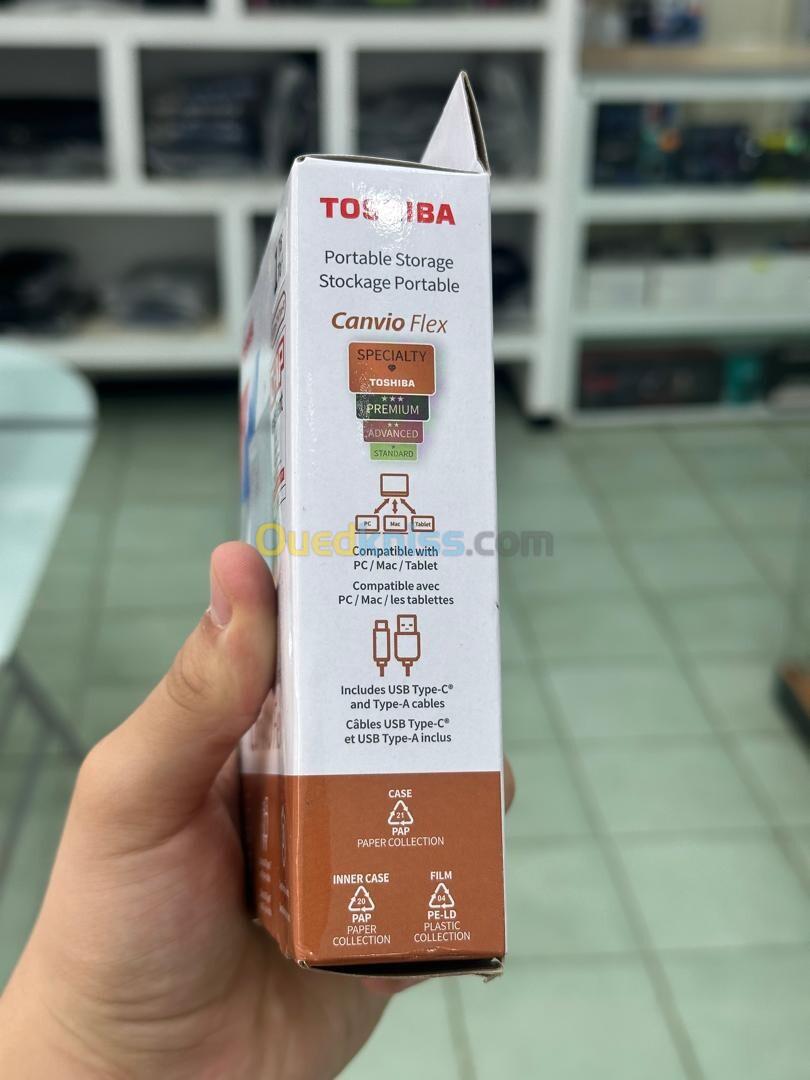 TOSHIBA
Portable Storage
Stockage Portable
Canvio Flex
SPECIALTY
TOSHIBA
PREMIUM
ADVANCED
STANDARD
PC Mac Tablet
Ouedkniss.com
Compatible with
PC / Mac / Tablet
Compatible avec
PC / Mac / les tablettes
Includes USB Type-C®
and Type-A cables
Câbles USB Type-C®
et USB Type-A inclus
CASE
21
PAP
PAPER COLLECTION
INNER CASE
20
PAP
PAPER
COLLECTION
FILM
04
PE-LD
PLASTIC
COLLECTION